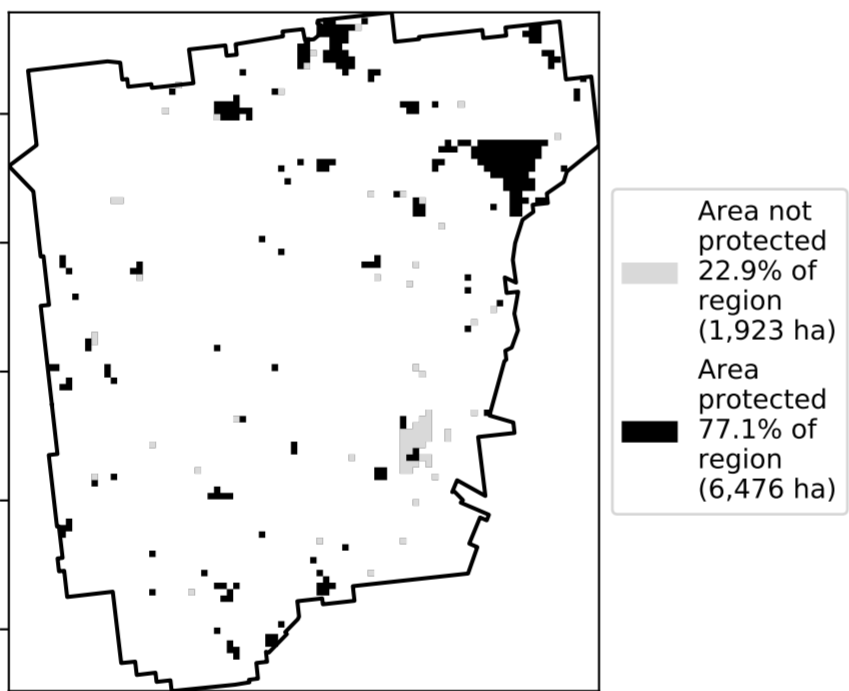 Area not
protected
22.9% of
region
(1,923 ha)
Area
protected
77.1% of
region
(6,476 ha)